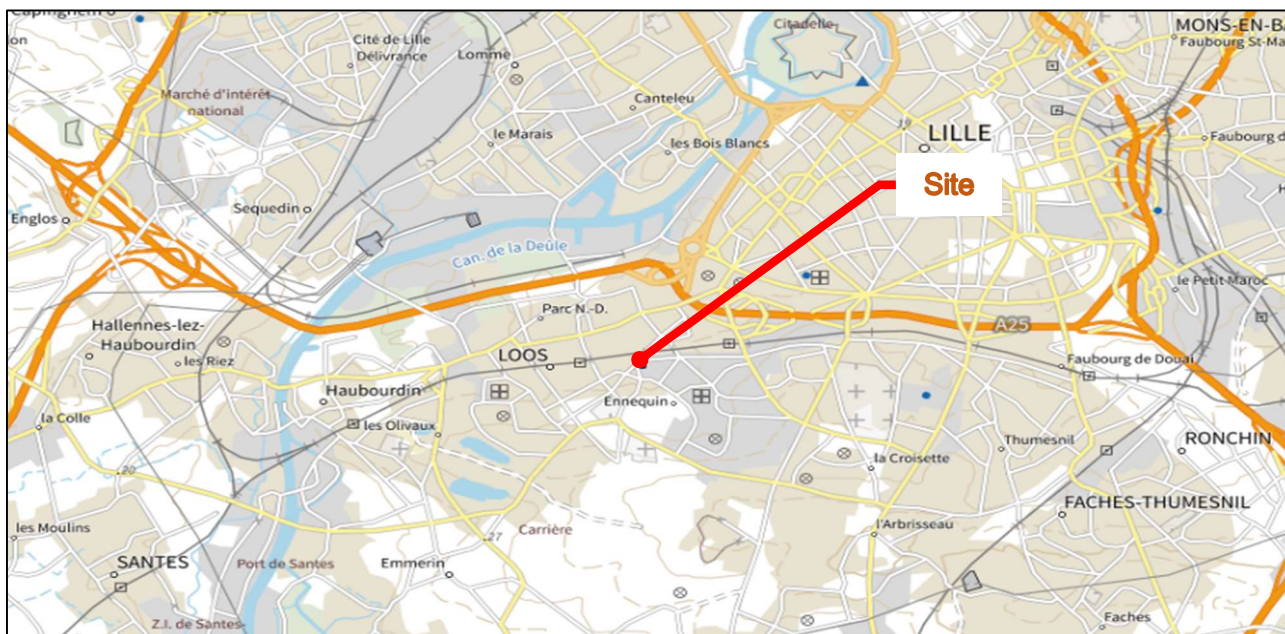 Citadelle
MONS-EN-BA
Faubourg St-Ma
Cité de Lille
Délivrance
Lomme
Marché d'intérêt
national
Canteleu
le Marais
les Bois Blancs
19
LILLE
Faubourg d
Site
Englos
Sequedin
Can. de la Deûle
le Petit Maroc
Parc N.-D.
A25
Hallennes-lez-
Haubourdin
les Riez
LOOS
Faubourg de Douai
Haubourdin
Ennequin
la Colle
les Olivaux
Thumesnil
RONCHIN
20
la Croisette
FACHES-THUMESNIL
les Moulins
Carrière
27
l'Arbrisseau
SANTES
Port de Santes
Emmerin
Z.I. de Santes
Faches